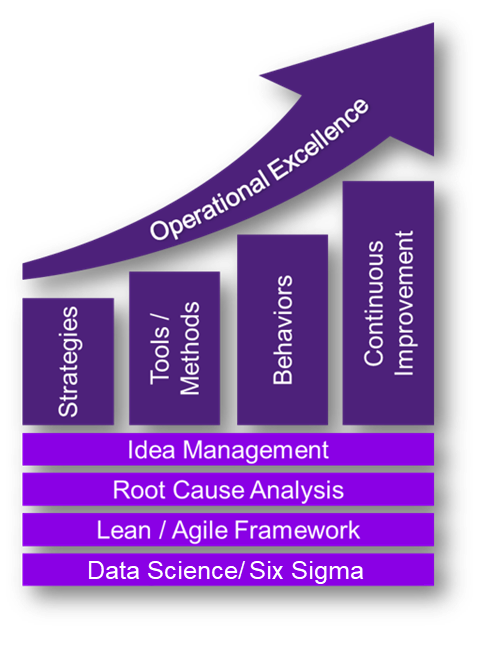 Operational Excellence
Strategies
Tools /
Methods
Behaviors
Continuous
Improvement
Idea Management
Root Cause Analysis
Lean / Agile Framework
Data Science/ Six Sigma